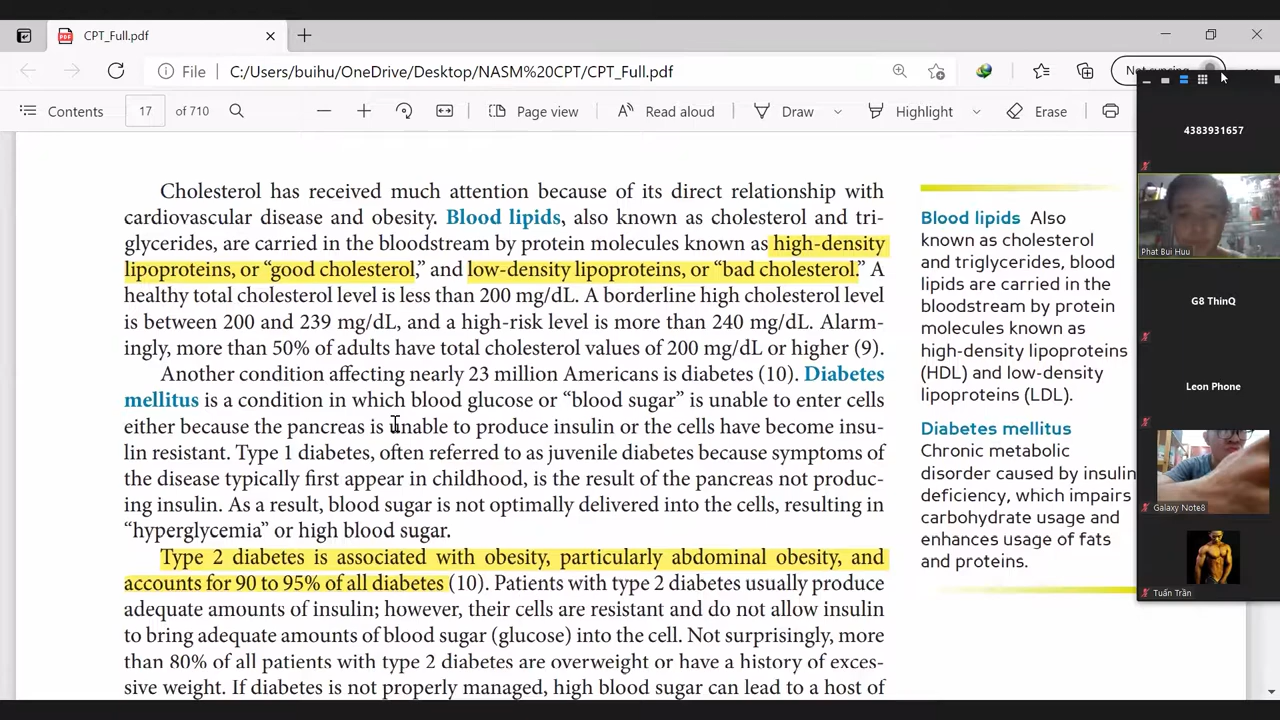 CPT_Full.pdf
File
C:/Users/buihu/OneDrive/Desktop/NASM%20CPT/CPT_Full.pdf
Contents
17 of 710
Page view
Read aloud
Draw
Highlight
Erase
Cholesterol has received much attention because of its direct relationship with
cardiovascular disease and obesity. Blood lipids, also known as cholesterol and tri-
glycerides, are carried in the bloodstream by protein molecules known as high-density
lipoproteins, or “good cholesterol,” and low-density lipoproteins, or “bad cholesterol.” A
healthy total cholesterol level is less than 200 mg/dL. A borderline high cholesterol level
is between 200 and 239 mg/dL, and a high-risk level is more than 240 mg/dL. Alarm-
ingly, more than 50% of adults have total cholesterol values of 200 mg/dL or higher (9).
Another condition affecting nearly 23 million Americans is diabetes (10). Diabetes
mellitus is a condition in which blood glucose or “blood sugar” is unable to enter cells
either because the pancreas is unable to produce insulin or the cells have become insu-
lin resistant. Type 1 diabetes, often referred to as juvenile diabetes because symptoms of
the disease typically first appear in childhood, is the result of the pancreas not produc-
ing insulin. As a result, blood sugar is not optimally delivered into the cells, resulting in
“hyperglycemia” or high blood sugar.
Type 2 diabetes is associated with obesity, particularly abdominal obesity, and
accounts for 90 to 95% of all diabetes (10). Patients with type 2 diabetes usually produce
adequate amounts of insulin; however, their cells are resistant and do not allow insulin
to bring adequate amounts of blood sugar (glucose) into the cell. Not surprisingly, more
than 80% of all patients with type 2 diabetes are overweight or have a history of exces-
sive weight. If diabetes is not properly managed, high blood sugar can lead to a host of
Blood lipids Also
known as cholesterol
and triglycerides, blood
lipids are carried in the
bloodstream by protein
molecules known as
high-density lipoproteins
(HDL) and low-density
lipoproteins (LDL).
Diabetes mellitus
Chronic metabolic
disorder caused by insulin
deficiency, which impairs
carbohydrate usage and
enhances usage of fats
and proteins.
4383931657
Phat Bui Huu
G8 ThinQ
Leon Phone
Galaxy Note8
Tuấn Trần